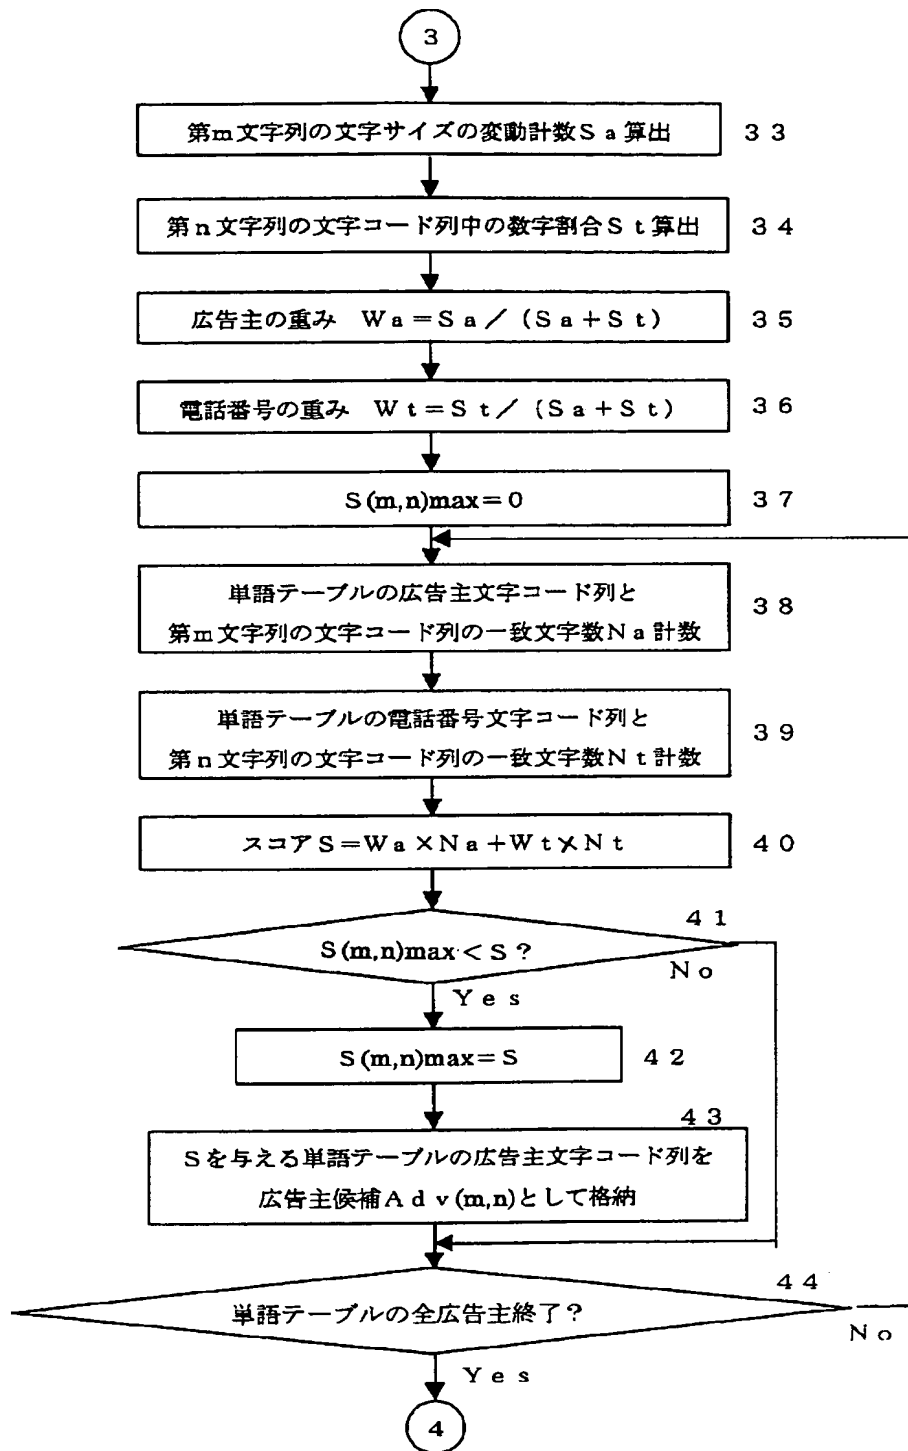 3
第m文字列の文字サイズの変動計数Sa算出 33
第n文字列の文字コード列中の数字割合St算出 34
広告主の重み Wa=Sa/(Sa+St) 35
電話番号の重み Wt=St/(Sa+St) 36
S(m,n)max=0 37
単語テーブルの広告主文字コード列と
第m文字列の文字コード列の一致文字数Na計数
38
単語テーブルの電話番号文字コード列と
第n文字列の文字コード列の一致文字数Nt計数
39
スコアS=Wa×Na+Wt×Nt 40
41
S(m,n)max<S?
No
Yes
S(m,n)max=S 42
43
Sを与える単語テーブルの広告主文字コード列を
広告主候補Adv(m,n)として格納
44
単語テーブルの全広告主終了?
No
Yes
4